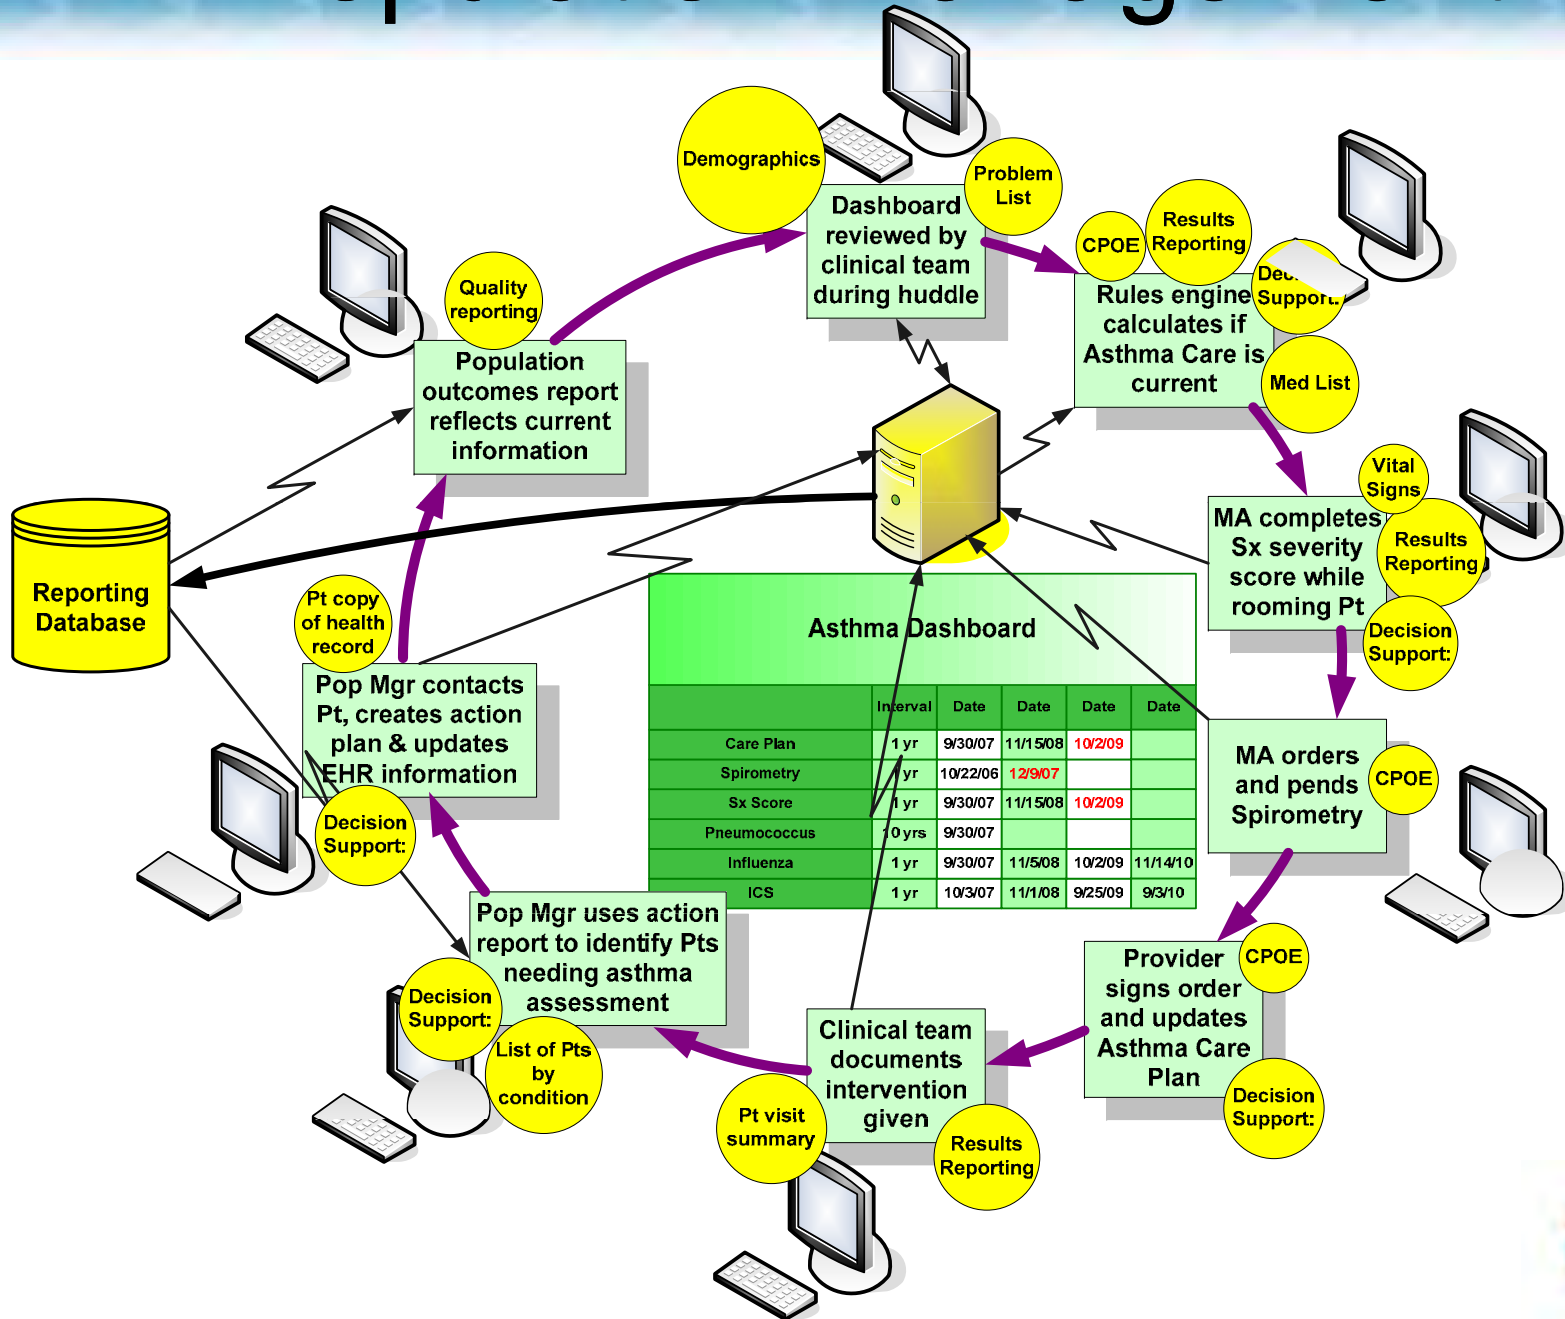 Demographics
Problem
List
Dashboard
reviewed by
clinical team
during huddle
CPOE
Results
Reporting
Support:
Rules engine
calculates if
Asthma Care is
current
Med List
Quality
reporting
Population
outcomes report
reflects current
information
Vital
Signs
MA completes
Sx severity
score while
rooming Pt
Results
Reporting
Decision
Support:
Reporting
Database
Pt copy
of health
record
Pop Mgr contacts
Pt, creates action
plan & updates
EHR information
Decision
Support:
Asthma Dashboard
Interval Date Date Date Date
Care Plan 1 yr 9/30/07 11/15/08 10/2/09
Spirometry yr 10/22/06 12/9/07
Sx Score 1 yr 9/30/07 11/15/08 10/2/09
Pneumococcus 10 yrs 9/30/07
Influenza 1 yr 9/30/07 11/5/08 10/2/09 11/14/10
ICS 1 yr 10/3/07 11/1/08 9/25/09 9/3/10
MA orders
and pends
Spirometry
CPOE
Pop Mgr uses action
report to identify Pts
needing asthma
assessment
Decision
Support:
List of Pts
by
condition
Clinical team
documents
intervention
given
Pt visit
summary
Results
Reporting
Provider
signs order
and updates
Asthma Care
Plan
CPOE
Decision
Support: